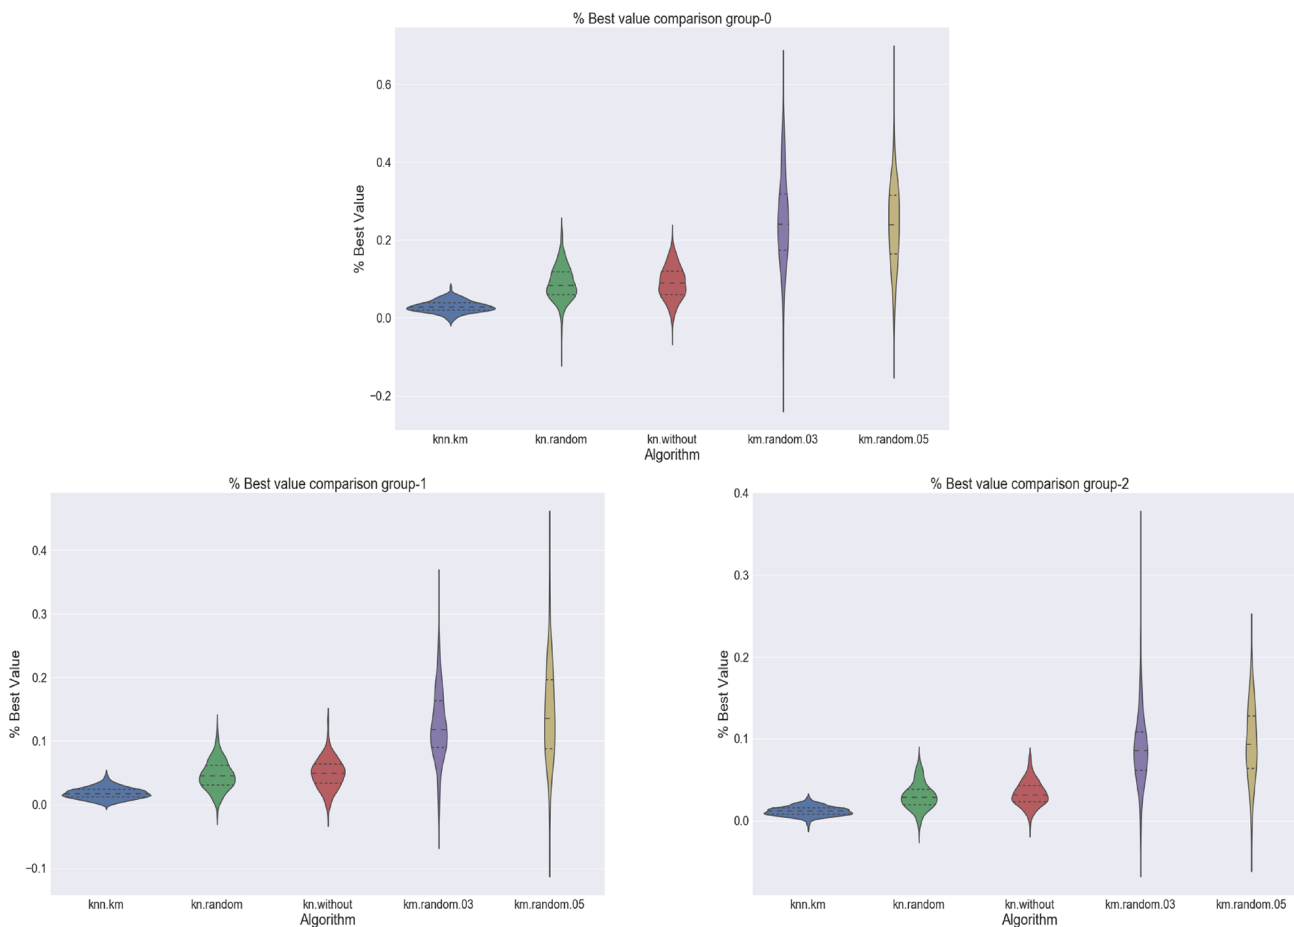 % Best value comparison group-0
% Best Value
0.6
0.4
0.2
0.0
−0.2
knn.km kn.random kn.without km.random.03 km.random.05
Algorithm
% Best value comparison group-1
% Best Value
0.4
0.3
0.2
0.1
0.0
−0.1
knn.km kn.random kn.without km.random.03 km.random.05
Algorithm
% Best value comparison group-2
% Best Value
0.4
0.3
0.2
0.1
0.0
knn.km kn.random kn.without km.random.03 km.random.05
Algorithm